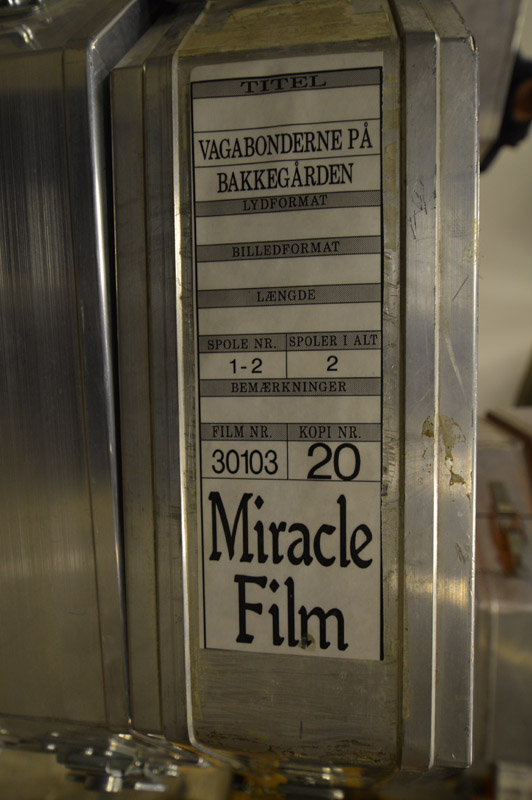 TITEL
VAGABONDERNE PÅ
BAKKEGÅRDEN
LYDFORMAT
BILLEDFORMAT
LÆNGDE
SPOLE NR. SPOLER I ALT
1-2 2
BEMÆRKNINGER
FILM NR. KOPI NR.
30103 20
Miracle
Film